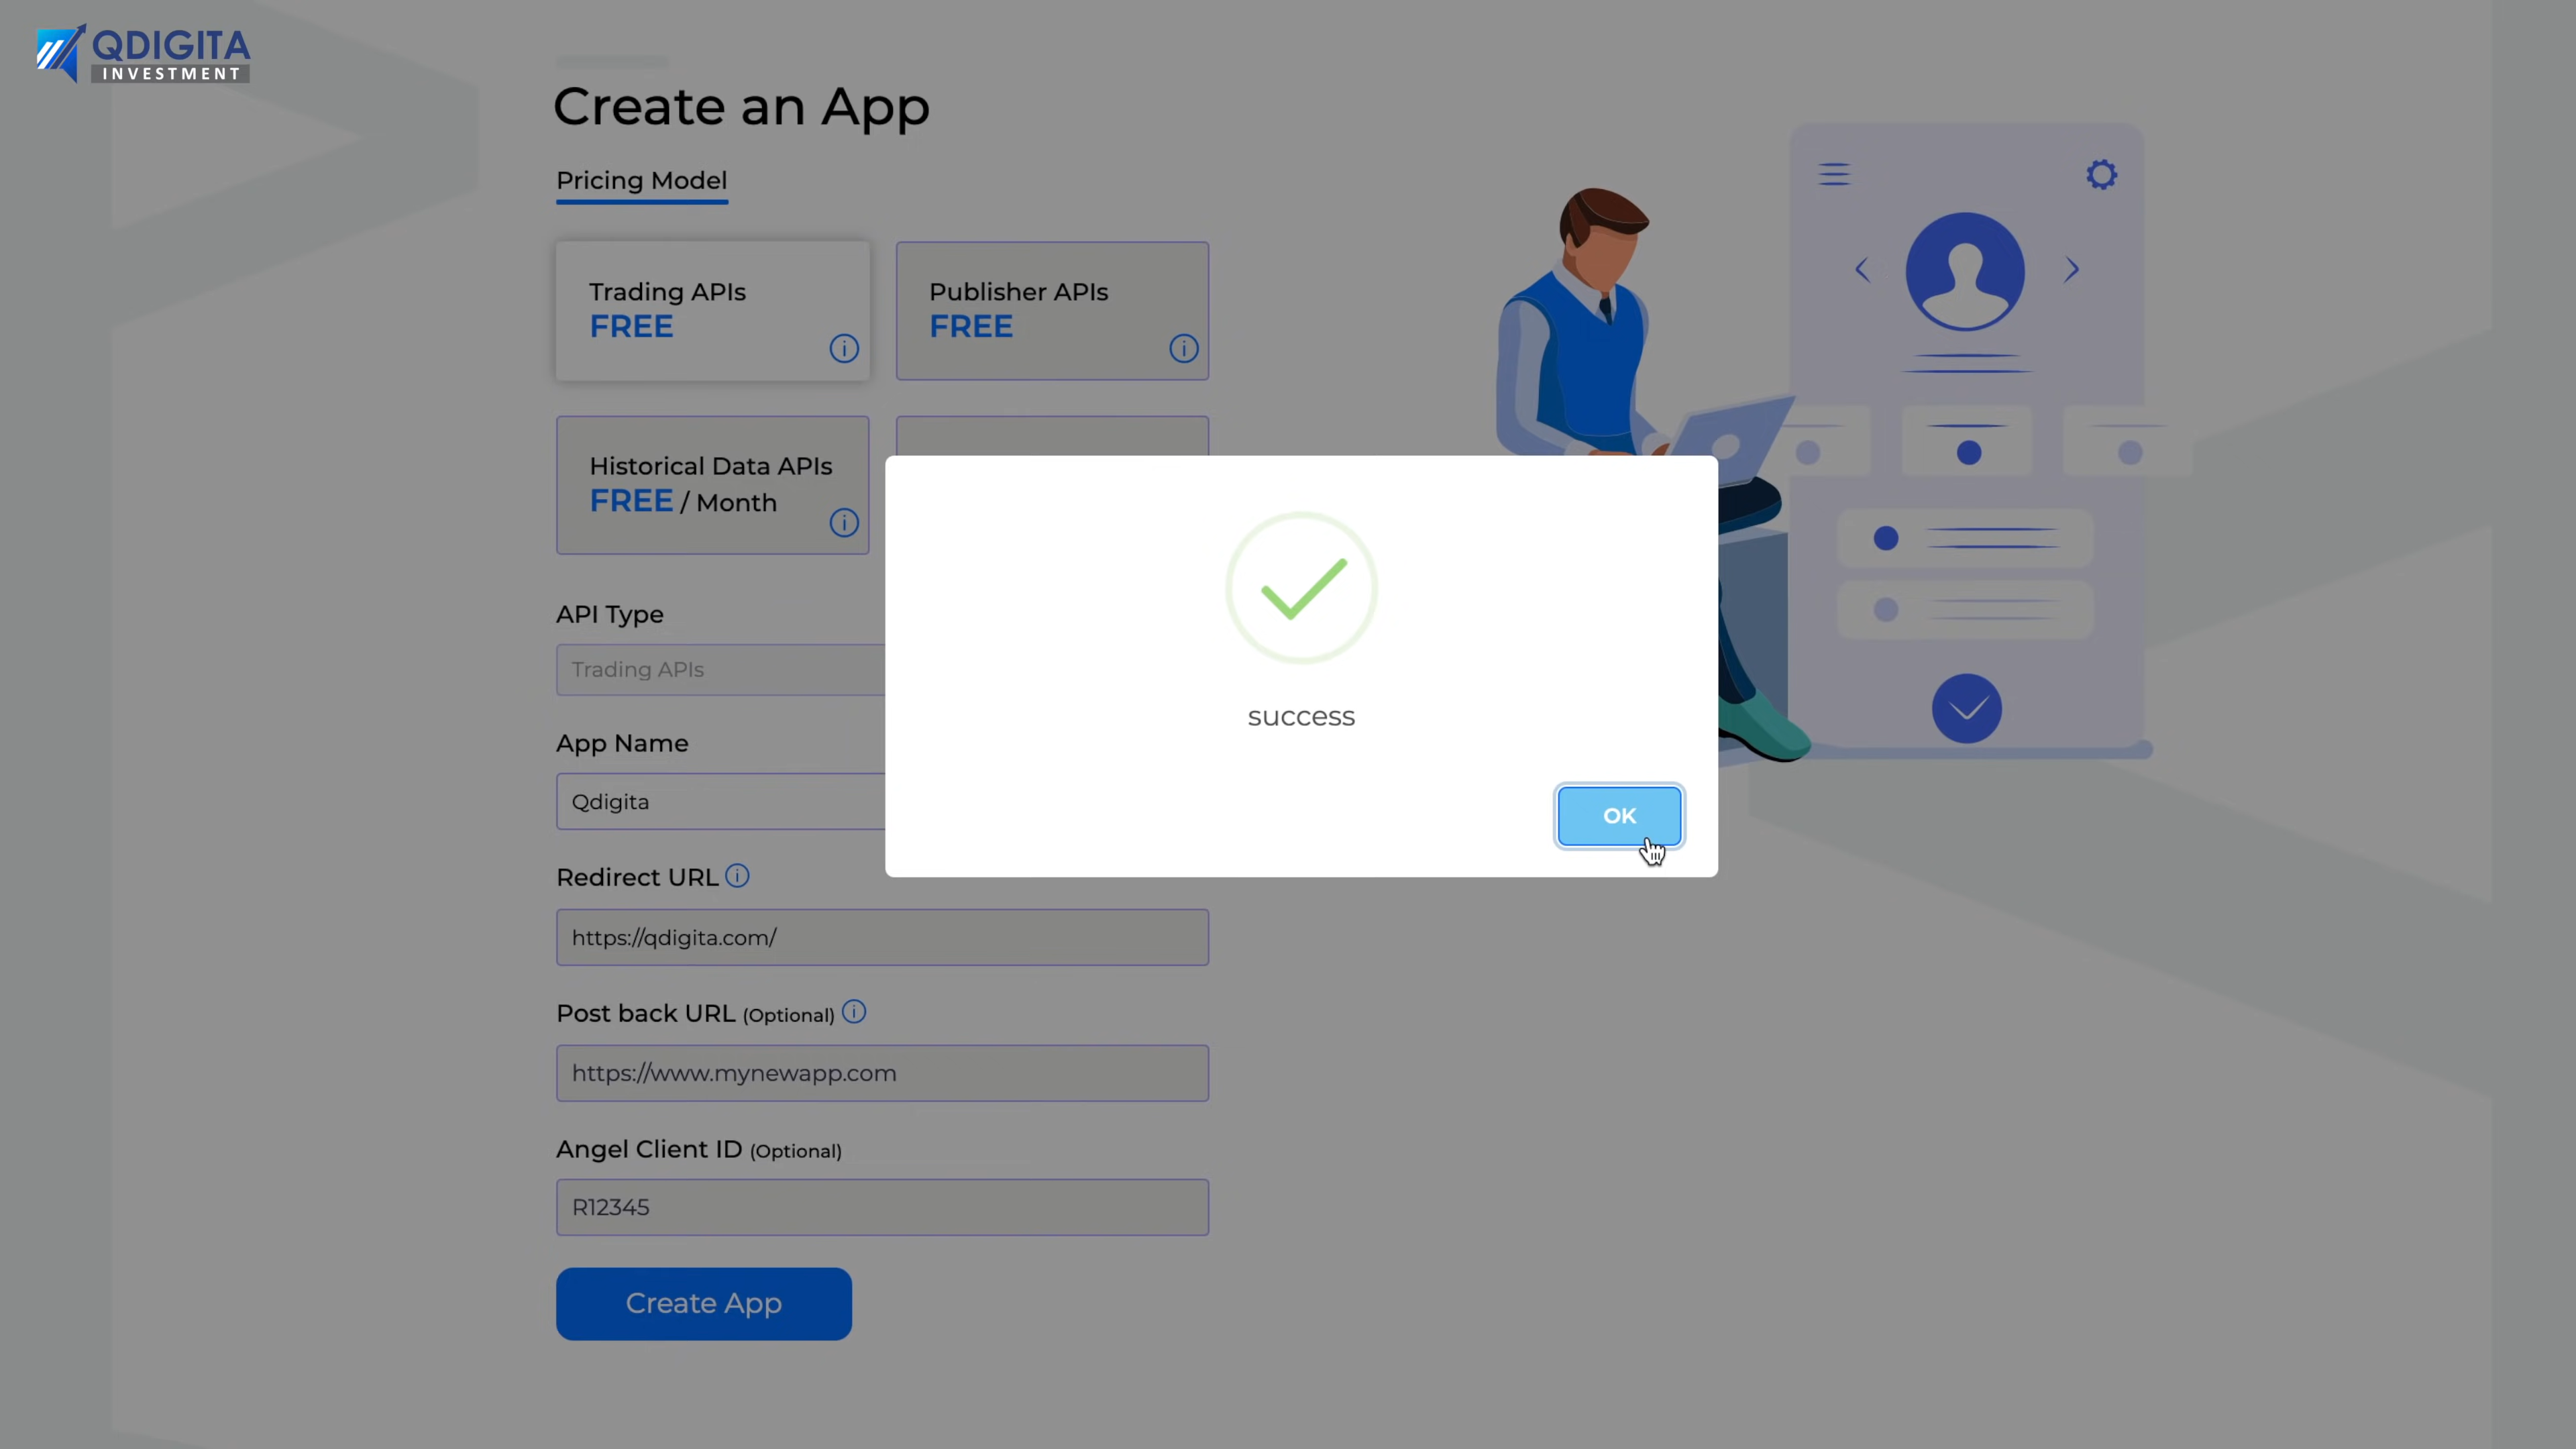 QDIGITA
INVESTMENT
Create an App
Pricing Model
Trading APIs
FREE
Publisher APIs
FREE
Historical Data APIs
FREE / Month
API Type
Trading APIs
App Name
Qdigita
success
OK
Redirect URL
https://qdigita.com/
Post back URL (Optional)
https://www.mynewapp.com
Angel Client ID (Optional)
R12345
Create App